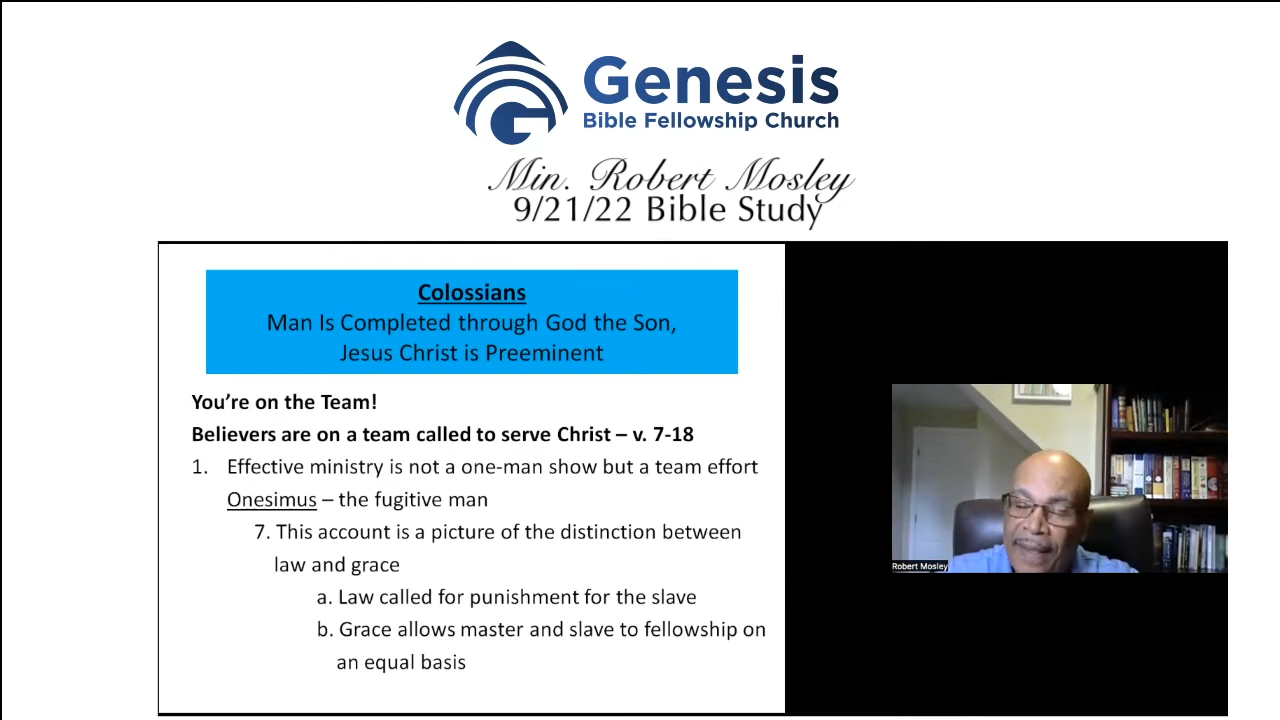 Genesis
Bible Fellowship Church
Min. Robert Mosley
9/21/22 Bible Study
Colossians
Man Is Completed through God the Son,
Jesus Christ is Preeminent
You’re on the Team!
Believers are on a team called to serve Christ – v. 7-18
1. Effective ministry is not a one-man show but a team effort
Onesimus – the fugitive man
7. This account is a picture of the distinction between
law and grace
a. Law called for punishment for the slave
b. Grace allows master and slave to fellowship on
an equal basis
Robert Mosley